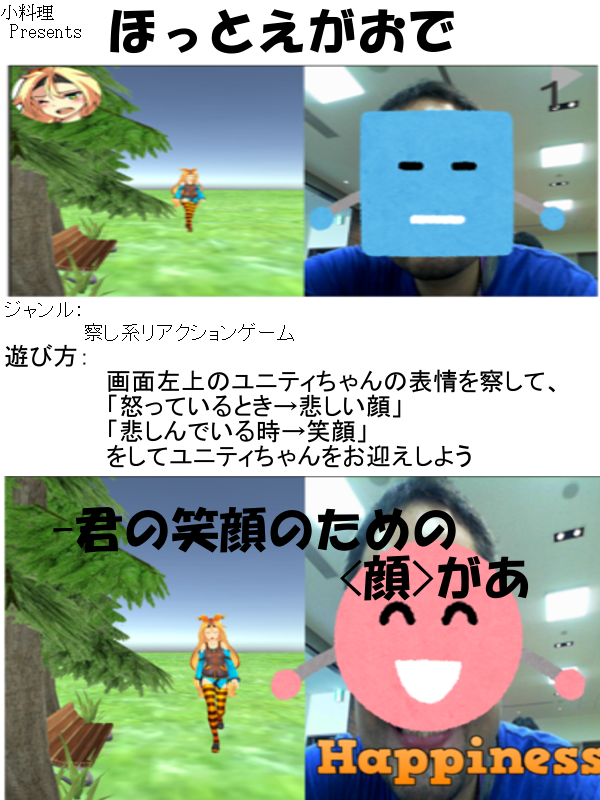 小料理
Presents
ほっとえがおで
1
ジャンル:
察し系リアクションゲーム
遊び方:
画面左上のユニティちゃんの表情を察して、
「怒っているとき→悲しい顔」
「悲しんでいる時→笑顔」
をしてユニティちゃんをお迎えしよう
-君の笑顔のための
<顔>があ
Happiness